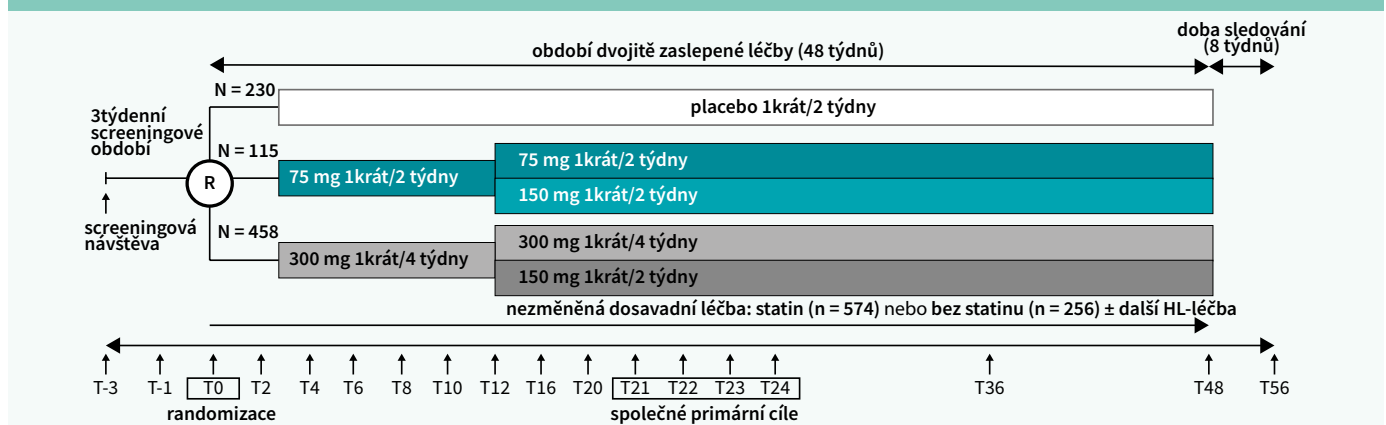 období dvojitě zaslepené léčby (48 týdnů)
doba sledování
(8 týdnů)
N = 230
placebo 1krát/2 týdny
3týdenní
screeningové
období
N = 115
R
75 mg 1krát/2 týdny
75 mg 1krát/2 týdny
150 mg 1krát/2 týdny
screeningová
návštěva
N = 458
300 mg 1krát/4 týdny
300 mg 1krát/4 týdny
150 mg 1krát/2 týdny
nezměněná dosavadní léčba: statin (n = 574) nebo bez statinu (n = 256) ± další HL-léčba
T-3 T-1 T0 T2 T4 T6 T8 T10 T12 T16 T20 T21 T22 T23 T24 T36 T48 T56
randomizace
společné primární cíle